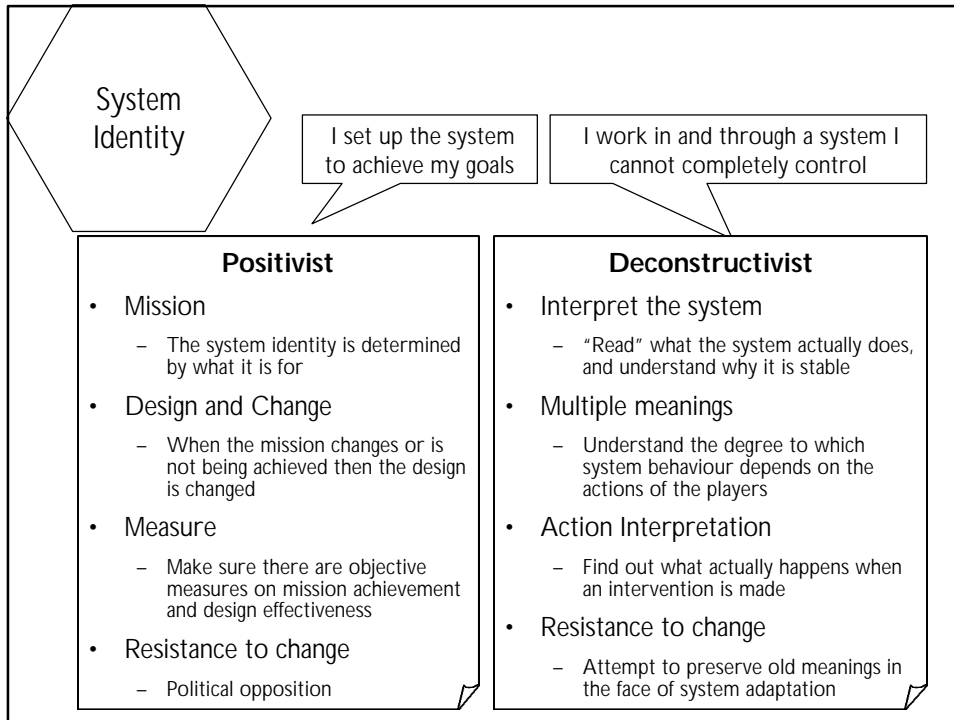 System
Identity
I set up the system
to achieve my goals
I work in and through a system I
cannot completely control
Positivist
• Mission
– The system identity is determined
by what it is for
• Design and Change
– When the mission changes or is
not being achieved then the design
is changed
• Measure
– Make sure there are objective
measures on mission achievement
and design effectiveness
• Resistance to change
– Political opposition
Deconstructivist
• Interpret the system
– “Read” what the system actually does,
and understand why it is stable
• Multiple meanings
– Understand the degree to which
system behaviour depends on the
actions of the players
• Action Interpretation
– Find out what actually happens when
an intervention is made
• Resistance to change
– Attempt to preserve old meanings in
the face of system adaptation